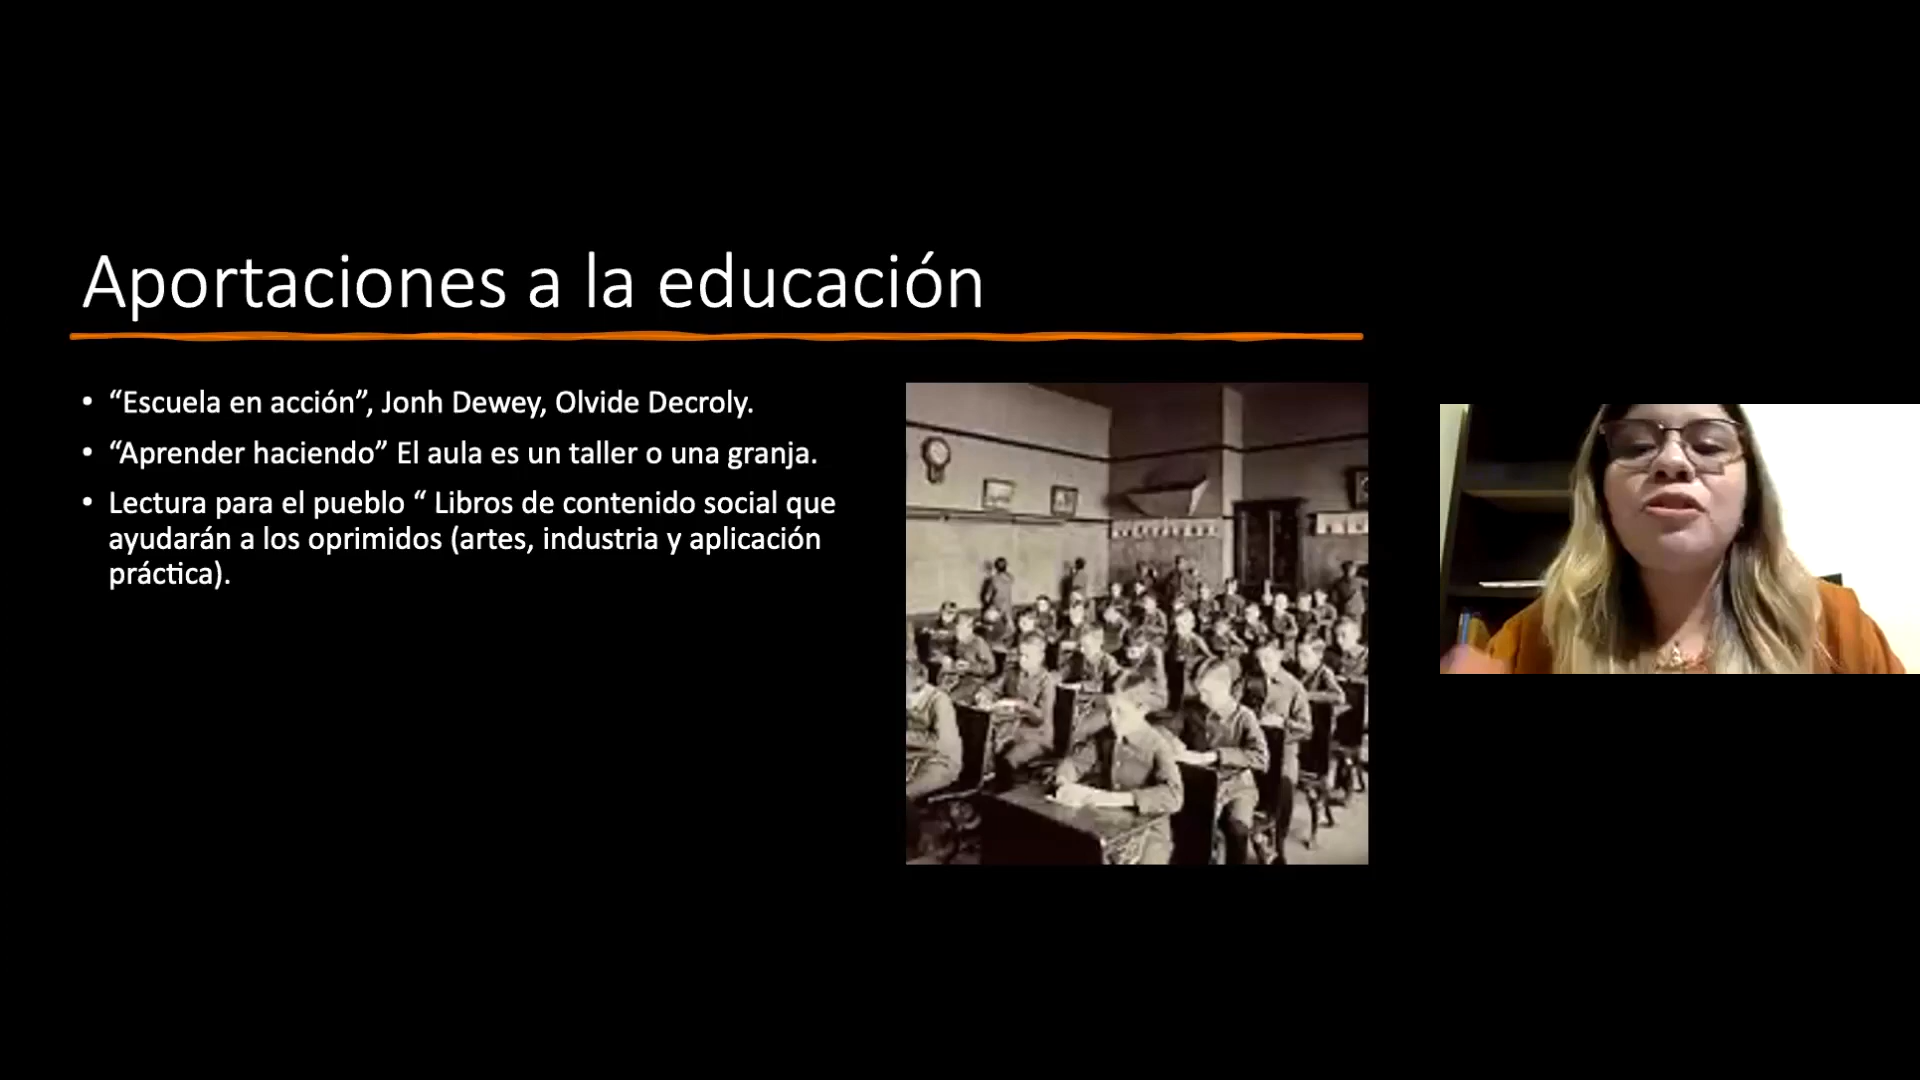 Aportaciones a la educación
• “Escuela en acción”, Jonh Dewey, Olvide Decroly.
• “Aprender haciendo” El aula es un taller o una granja.
• Lectura para el pueblo “ Libros de contenido social que
ayudarán a los oprimidos (artes, industria y aplicación
práctica).